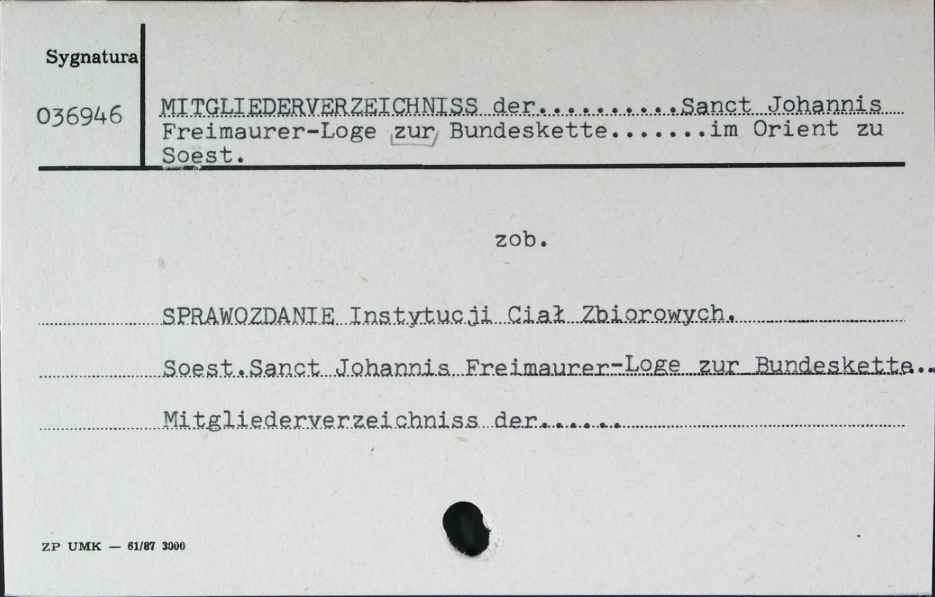 Sygnatura
036946
MITGLIEDERVERZEICHNISS der..........Sanct Johannis
Freimaurer-Loge zur Bundeskette.......im Orient zu
Soest.
zob.
SPRAWOZDANIE Instytucji Ciał Zbiorowych.
Soest.Sanct Johannis Freimaurer-Loge zur Bundeskette..
Mitgliederverzeichniss der.......
ZP UMK — 61/87 3000